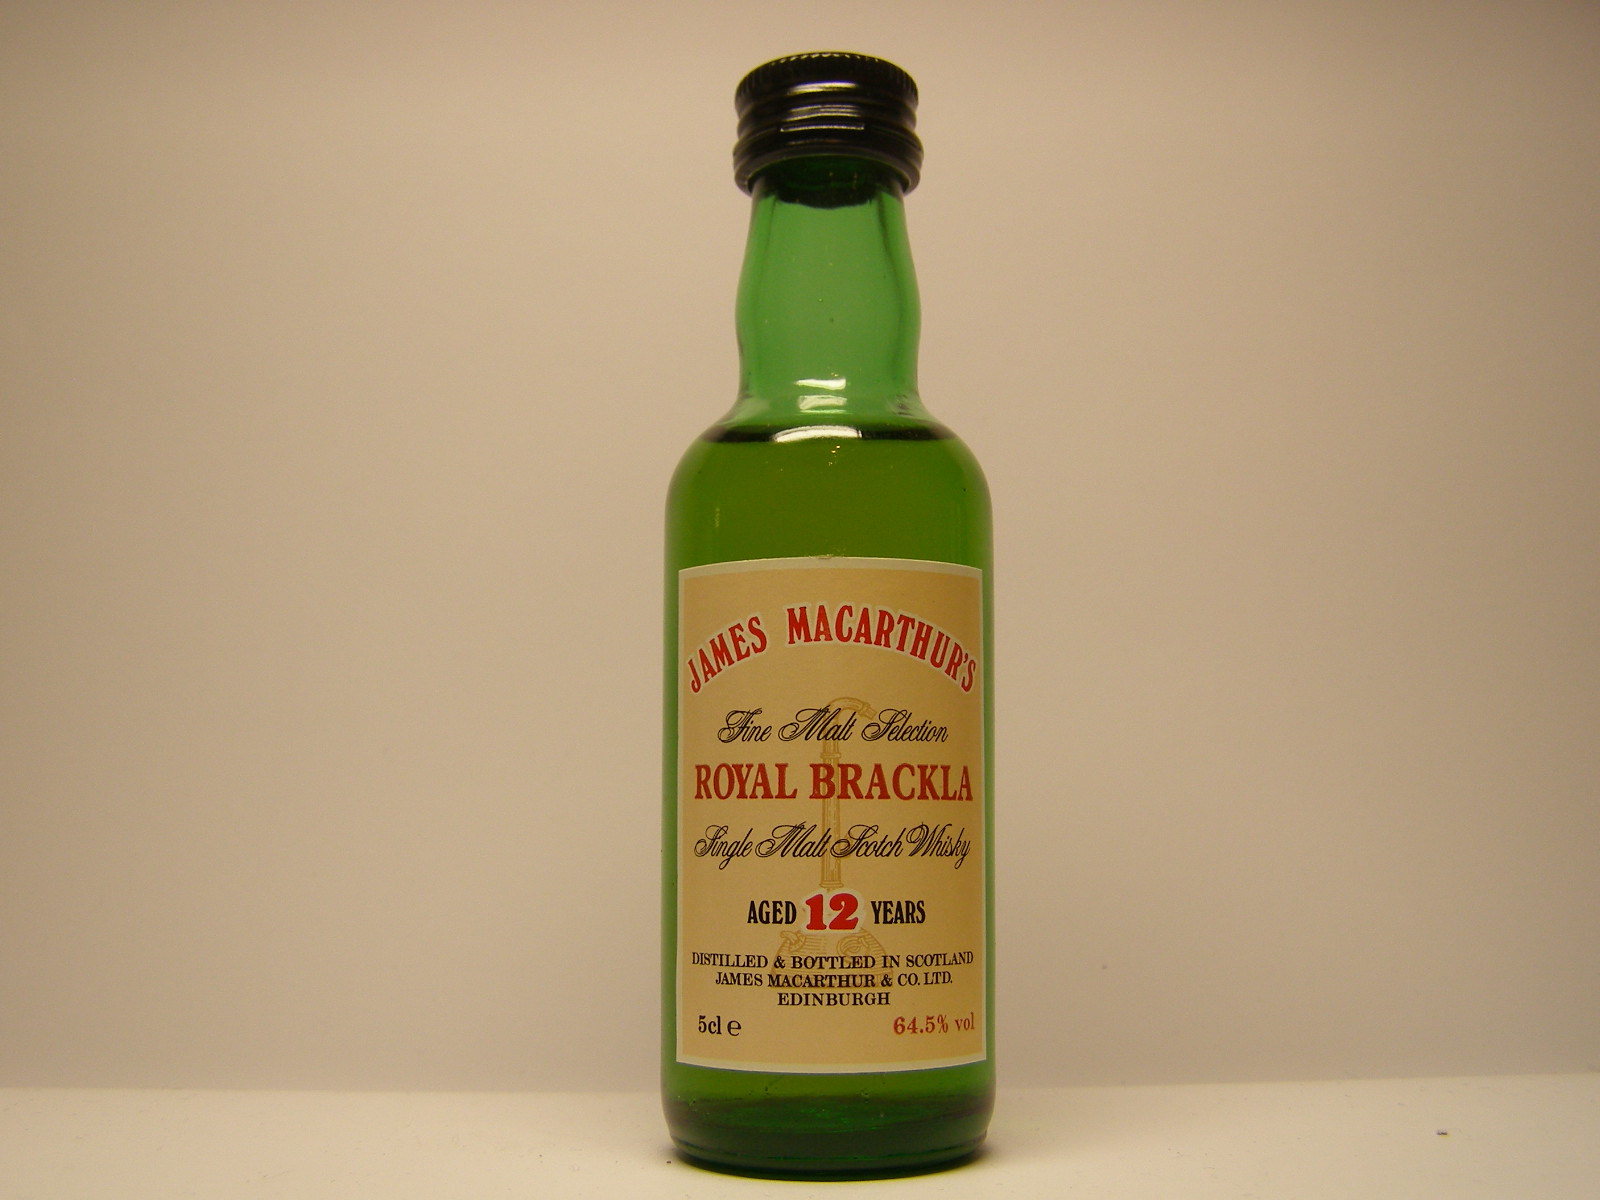 JAMES MACARTHUR'S
Fine Malt Selection
ROYAL BRACKLA
Single Malt Scotch Whisky
AGED 12 YEARS
DISTILLED & BOTTLED IN SCOTLAND
JAMES MACARTHUR & CO. LTD.
EDINBURGH
5cl ℮ 64.5% vol